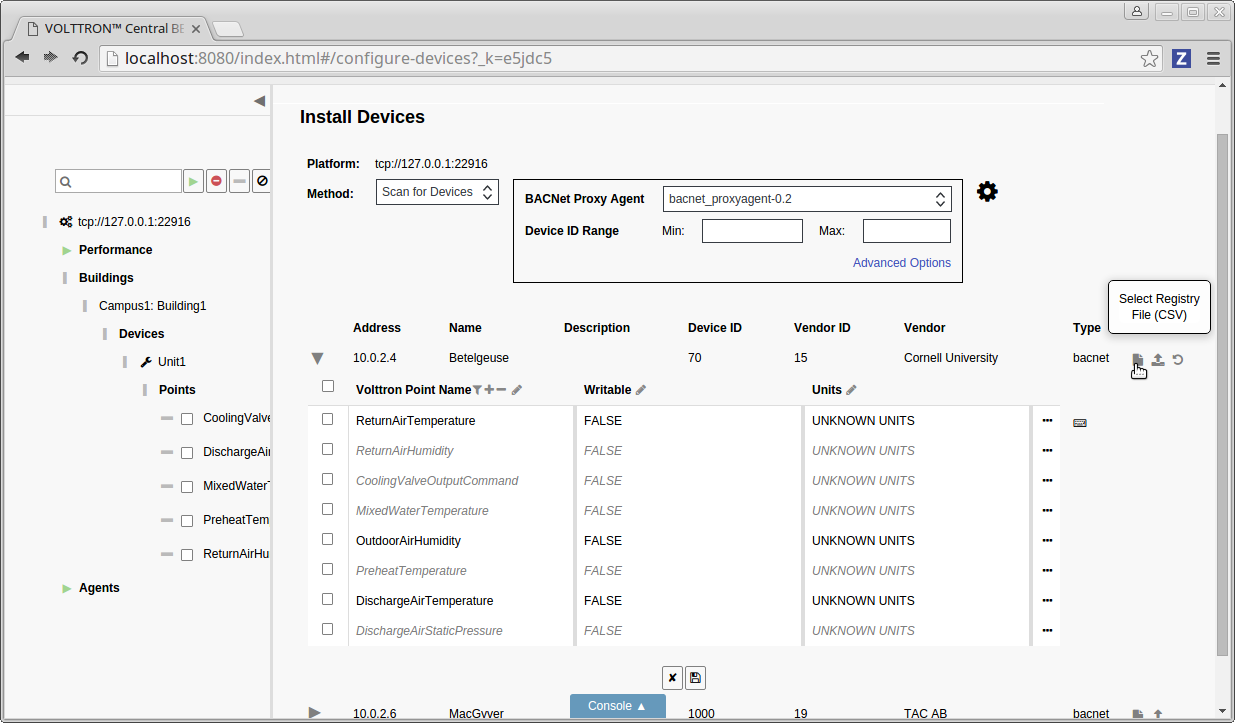 VOLTTRON™ Central BE
localhost:8080/index.html#/configure-devices?_k=e5jdc5
Z
Install Devices
Platform: tcp://127.0.0.1:22916
Method: Scan for Devices
BACNet Proxy Agent bacnet_proxyagent-0.2
Device ID Range Min: Max:
Advanced Options
tcp://127.0.0.1:22916
Performance
Buildings
Campus1: Building1
Devices
Unit1
Points
CoolingValve
DischargeAi
MixedWaterT
PreheatTem
ReturnAirHu
Agents
Select Registry
File (CSV)
Address Name Description Device ID Vendor ID Vendor Type
10.0.2.4 Betelgeuse 70 15 Cornell University bacnet
Volttron Point Name Writable Units
ReturnAirTemperature FALSE UNKNOWN UNITS
ReturnAirHumidity FALSE UNKNOWN UNITS
CoolingValveOutputCommand FALSE UNKNOWN UNITS
MixedWaterTemperature FALSE UNKNOWN UNITS
OutdoorAirHumidity FALSE UNKNOWN UNITS
PreheatTemperature FALSE UNKNOWN UNITS
DischargeAirTemperature FALSE UNKNOWN UNITS
DischargeAirStaticPressure FALSE UNKNOWN UNITS
Console ▲
10.0.2.6 MacGyver 1000 19 TAC AB bacnet